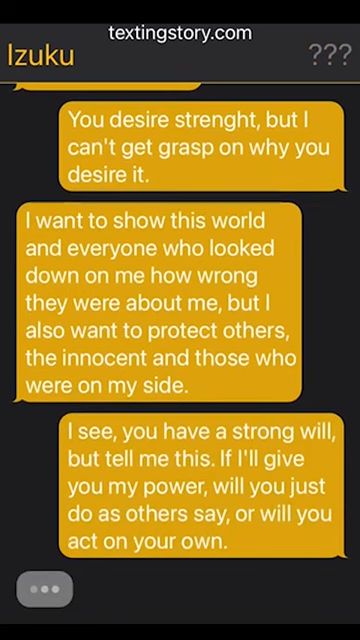 textingstory.com
Izuku
???
You desire strenght, but I
can't get grasp on why you
desire it.
I want to show this world
and everyone who looked
down on me how wrong
they were about me, but I
also want to protect others,
the innocent and those who
were on my side.
I see, you have a strong will,
but tell me this. If I'll give
you my power, will you just
do as others say, or will you
act on your own.